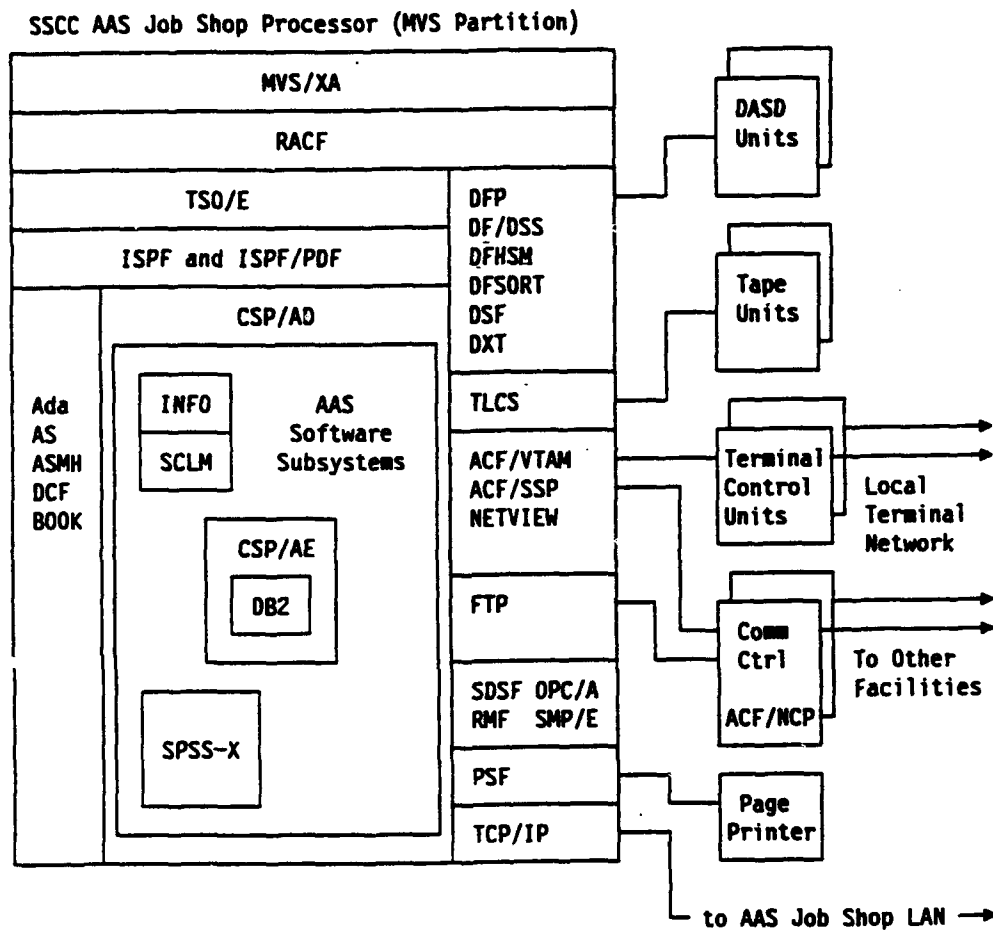 SSCC AAS Job Shop Processor (MVS Partition)
MVS/XA
RACF
TSO/E
ISPF and ISPF/PDF
CSP/AD
Ada
AS
ASMH
DCF
BOOK
INFO
SCLM
AAS
Software
Subsystems
CSP/AE
DB2
SPSS-X
DFP
DF/DSS
DFHSM
DFSORT
DSF
DXT
TLCS
ACF/VTAM
ACF/SSP
NETVIEW
FTP
SDSF OPC/A
RMF SMP/E
PSF
TCP/IP
DASD
Units
Tape
Units
Terminal
Control
Units
Local
Terminal
Network
Comm
Ctrl
ACF/NCP
To Other
Facilities
Page
Printer
to AAS Job Shop LAN